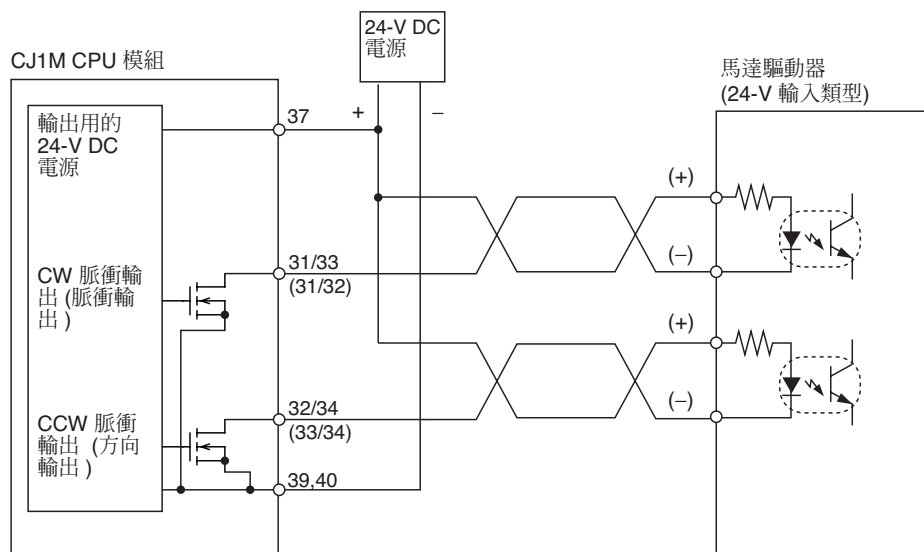 24-V DC
電源
CJ1M CPU 模組
馬達驅動器
(24-V 輸入類型)
輸出用的
24-V DC
電源
37
+
−
(+)
CW 脈衝輸
出 (脈衝輸
出 )
31/33
(31/32)
(−)
(+)
CCW 脈衝
輸出 (方向
輸出 )
32/34
(33/34)
(−)
39,40